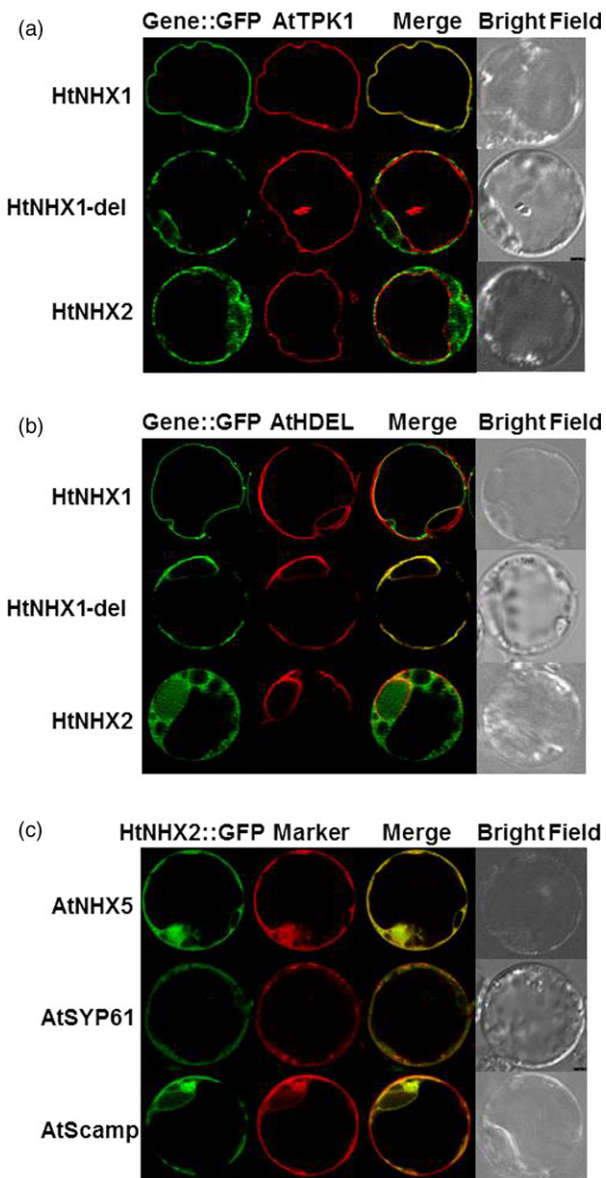 (a)
Gene::GFP AtTPK1 Merge Bright Field
HtNHX1
HtNHX1-del
HtNHX2
(b)
Gene::GFP AtHDEL Merge Bright Field
HtNHX1
HtNHX1-del
HtNHX2
(c)
HtNHX2::GFP Marker Merge Bright Field
AtNHX5
AtSYP61
AtScamp